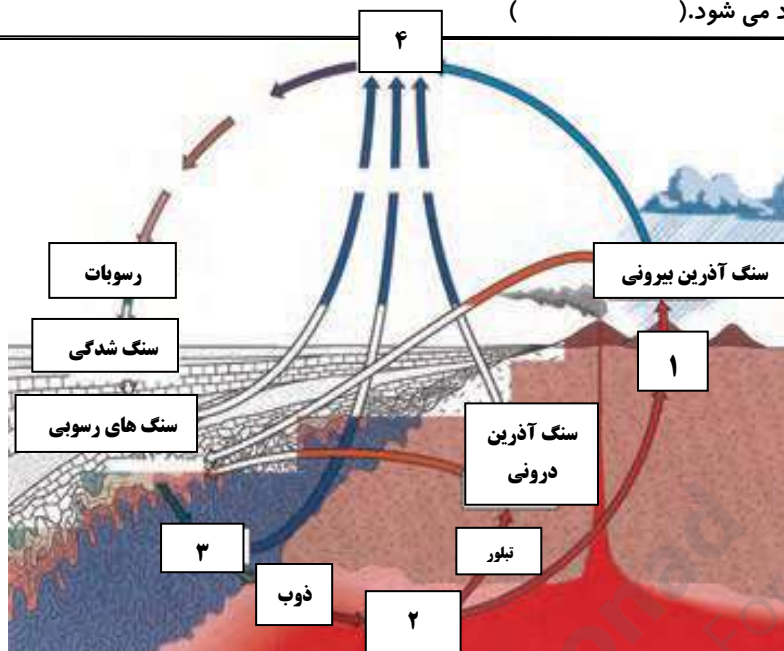 د می شود.( )
۴
رسوبات
سنگ آذرین بیرونی
سنگ شدگی
۱
سنگ های رسوبی
سنگ آذرین
درونی
۳
تبلور
ذوب
۲